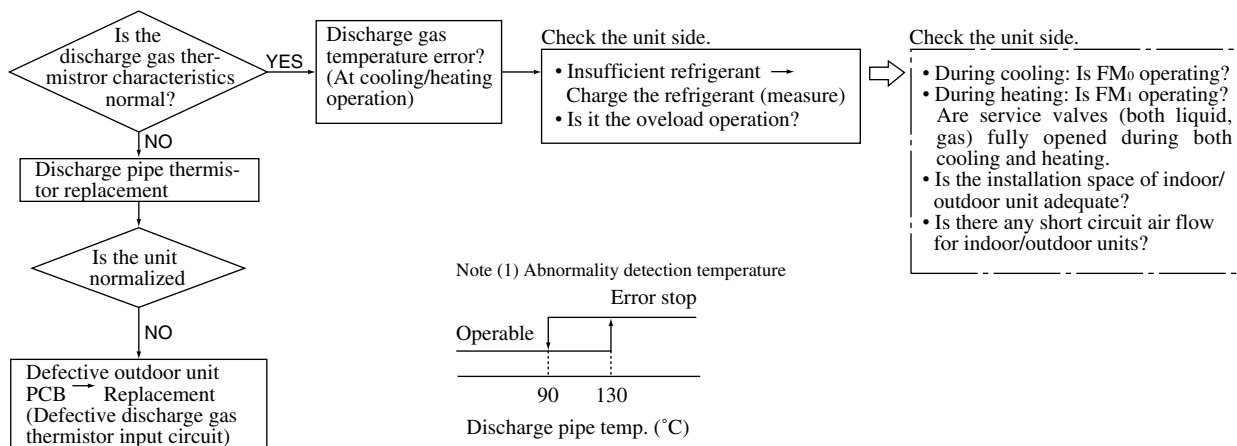 Is the
discharge gas ther-
mistror characteristics
normal?
YES
Discharge gas
temperature error?
(At cooling/heating
operation)
Check the unit side.
• Insufficient refrigerant →
Charge the refrigerant (measure)
• Is it the oveload operation?
Check the unit side.
• During cooling: Is FM0 operating?
• During heating: Is FM1 operating?
Are service valves (both liquid,
gas) fully opened during both
cooling and heating.
• Is the installation space of indoor/
outdoor unit adequate?
• Is there any short circuit air flow
for indoor/outdoor units?
NO
Discharge pipe thermis-
tor replacement
Is the unit
normalized
NO
Defective outdoor unit
PCB → Replacement
(Defective discharge gas
thermistor input circuit)
Note (1) Abnormality detection temperature
Error stop
Operable
90 130
Discharge pipe temp. (˚C)